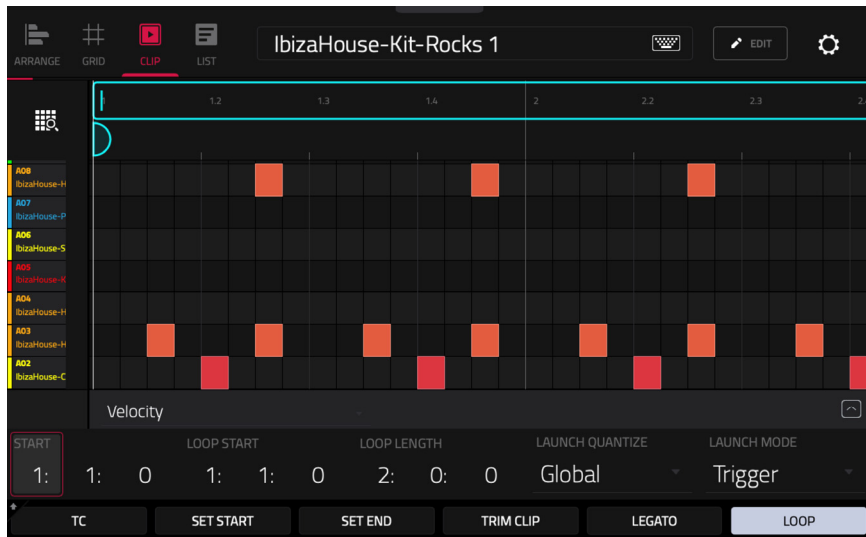 ARRANGE GRID CLIP LIST IbizaHouse-Kit-Rocks 1 EDIT
1.2 1.3 1.4 2 2.2 2.3
A08
IbizaHouse-H
A07
IbizaHouse-P
A06
IbizaHouse-S
A05
IbizaHouse-K
A04
IbizaHouse-H
A03
IbizaHouse-H
A02
IbizaHouse-C
Velocity
START LOOP START LOOP LENGTH LAUNCH QUANTIZE LAUNCH MODE
1: 1: 0 1: 1: 0 2: 0: 0 Global Trigger
TC SET START SET END TRIM CLIP LEGATO LOOP